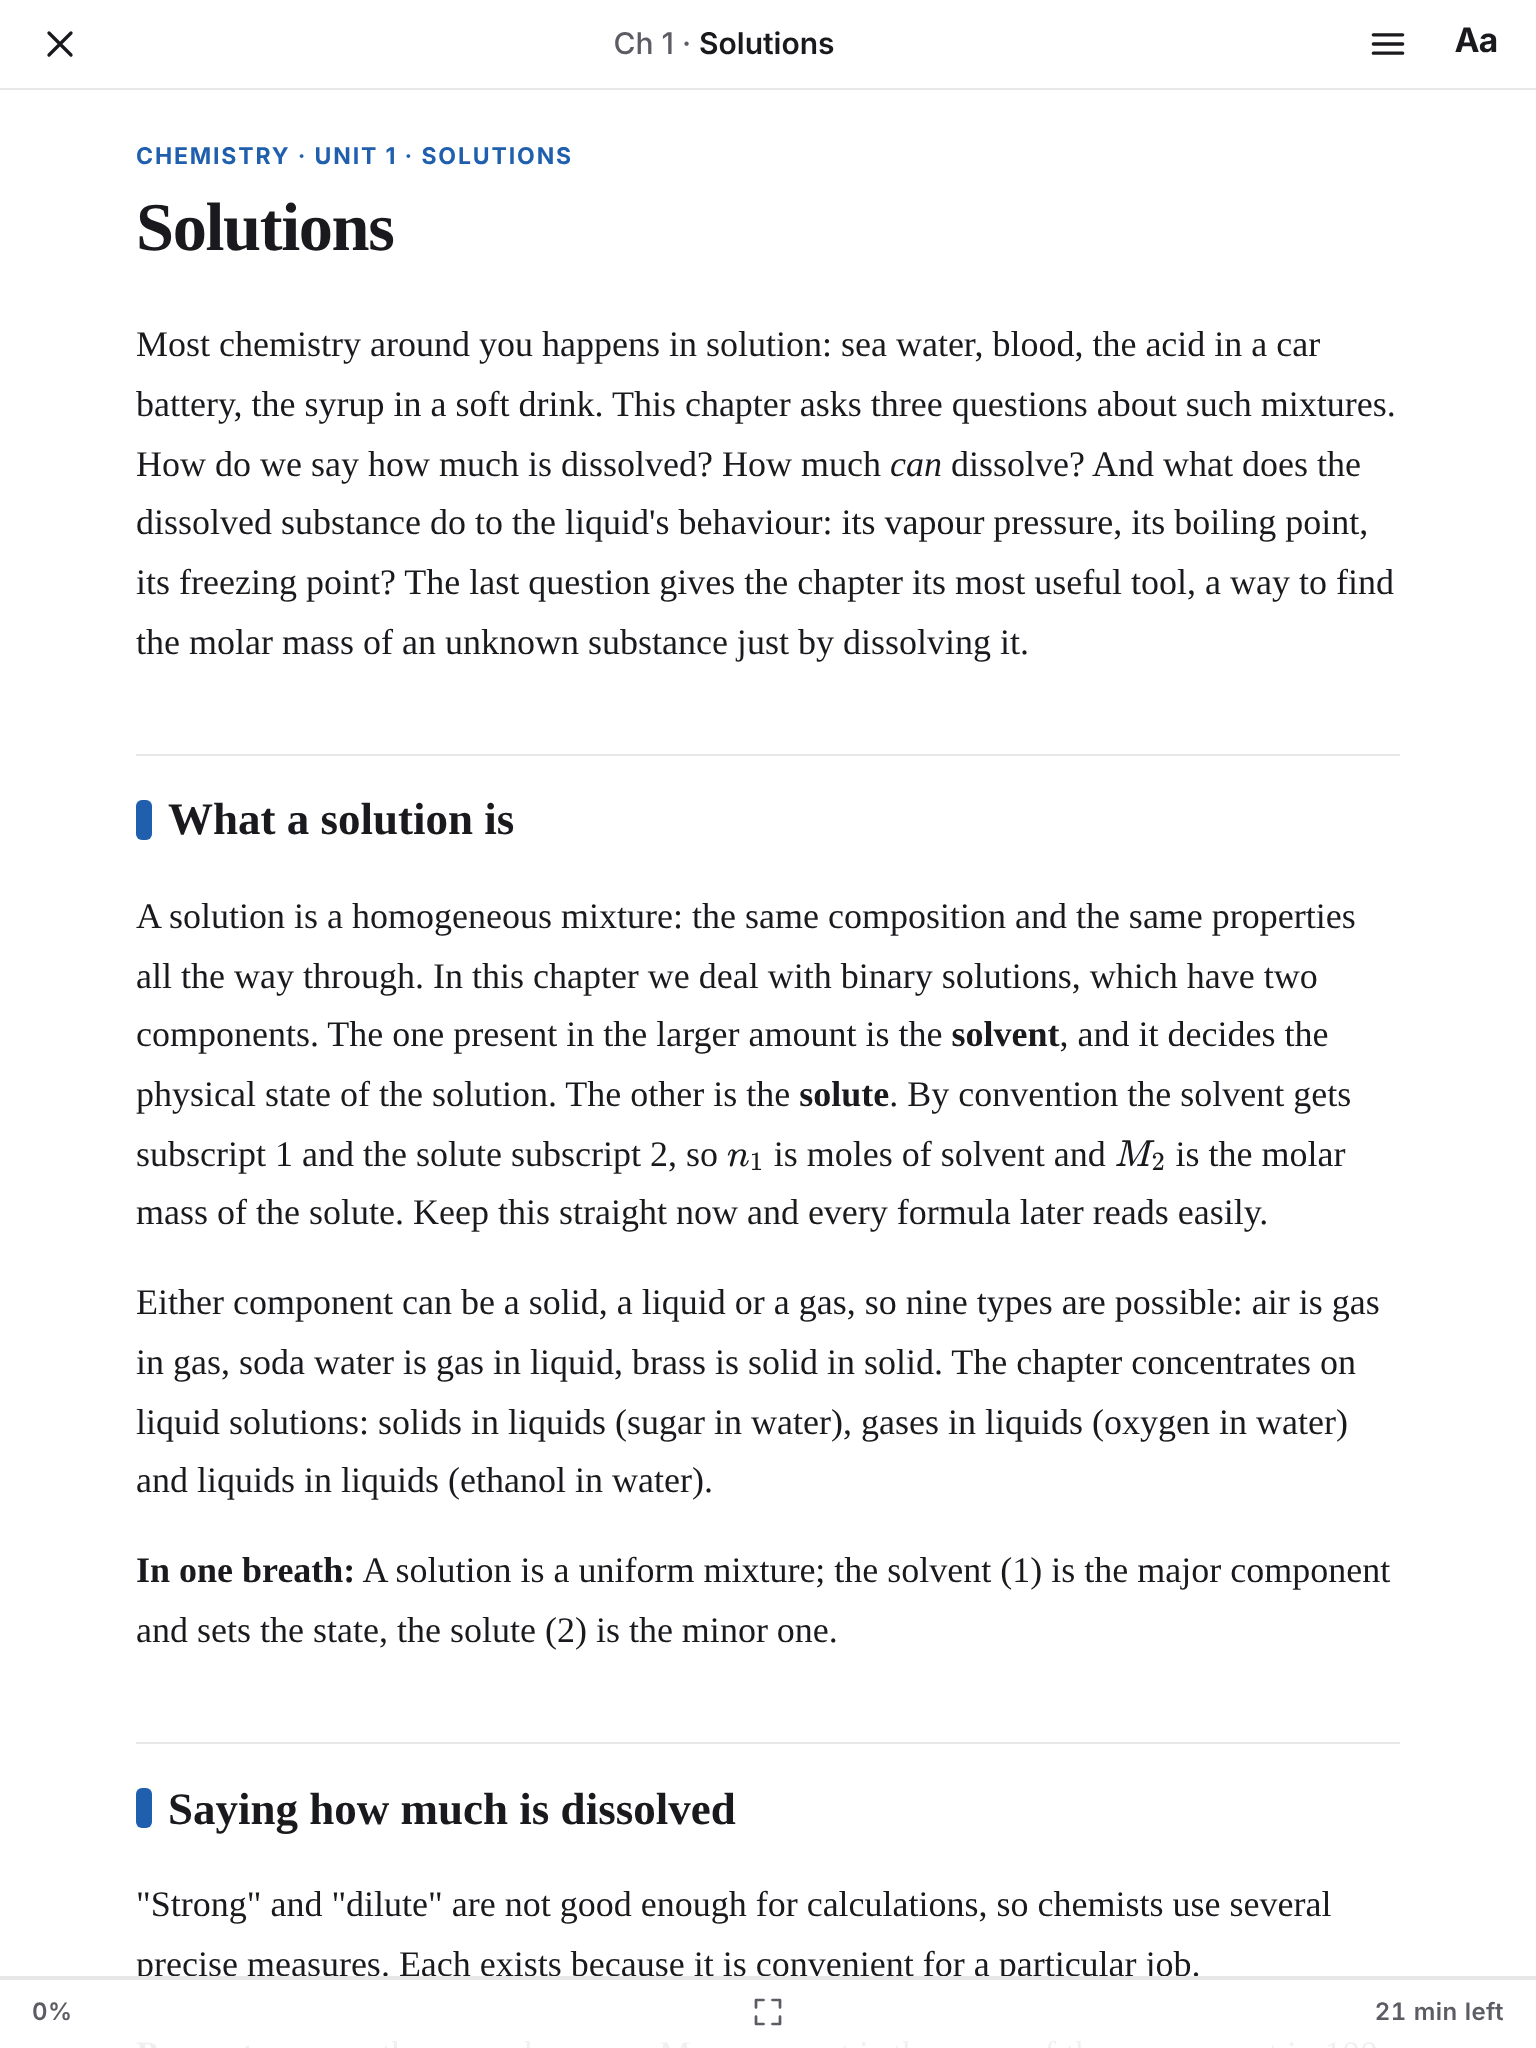 Ch 1 · Solutions
Aa
CHEMISTRY · UNIT 1 · SOLUTIONS
Solutions
Most chemistry around you happens in solution: sea water, blood, the acid in a car
battery, the syrup in a soft drink. This chapter asks three questions about such mixtures.
How do we say how much is dissolved? How much can dissolve? And what does the
dissolved substance do to the liquid's behaviour: its vapour pressure, its boiling point,
its freezing point? The last question gives the chapter its most useful tool, a way to find
the molar mass of an unknown substance just by dissolving it.
What a solution is
A solution is a homogeneous mixture: the same composition and the same properties
all the way through. In this chapter we deal with binary solutions, which have two
components. The one present in the larger amount is the solvent, and it decides the
physical state of the solution. The other is the solute. By convention the solvent gets
subscript 1 and the solute subscript 2, so n₁ is moles of solvent and M₂ is the molar
mass of the solute. Keep this straight now and every formula later reads easily.
Either component can be a solid, a liquid or a gas, so nine types are possible: air is gas
in gas, soda water is gas in liquid, brass is solid in solid. The chapter concentrates on
liquid solutions: solids in liquids (sugar in water), gases in liquids (oxygen in water)
and liquids in liquids (ethanol in water).
In one breath: A solution is a uniform mixture; the solvent (1) is the major component
and sets the state, the solute (2) is the minor one.
Saying how much is dissolved
"Strong" and "dilute" are not good enough for calculations, so chemists use several
precise measures. Each exists because it is convenient for a particular job.
0%
21 min left